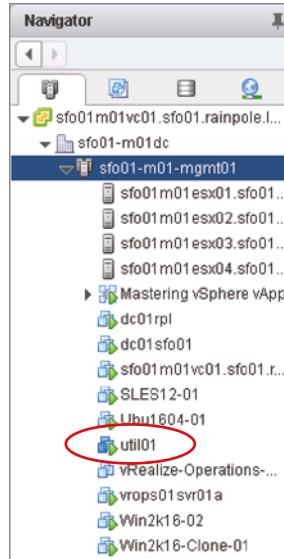 Navigator
sfo01m01vc01.sfo01.rainpole.l...
sfo01-m01dc
sfo01-m01-mgmt01
sfo01m01esx01.sfo01..
sfo01m01esx02.sfo01..
sfo01m01esx03.sfo01..
sfo01m01esx04.sfo01..
Mastering vSphere vApp
dc01rpl
dc01sfo01
sfo01m01vc01.sfo01.r...
SLES12-01
Ubu1604-01
util01
vRealize-Operations-...
vrops01svr01a
Win2k16-02
Win2k16-Clone-01